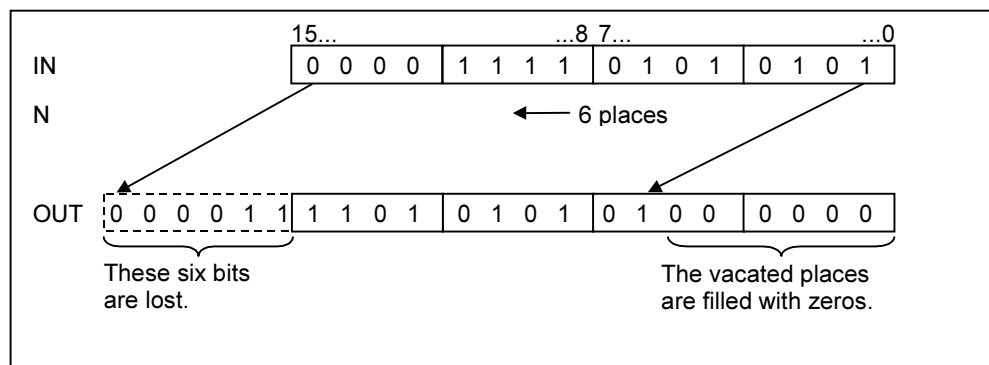 15... ...8 7... ...0
IN 0 0 0 0 1 1 1 1 0 1 0 1 0 1 0 1
N 6 places
OUT 0 0 0 0 1 1 1 1 0 1 0 1 0 1 0 1 0 0 0 0 0 0
These six bits The vacated places
are lost. are filled with zeros.